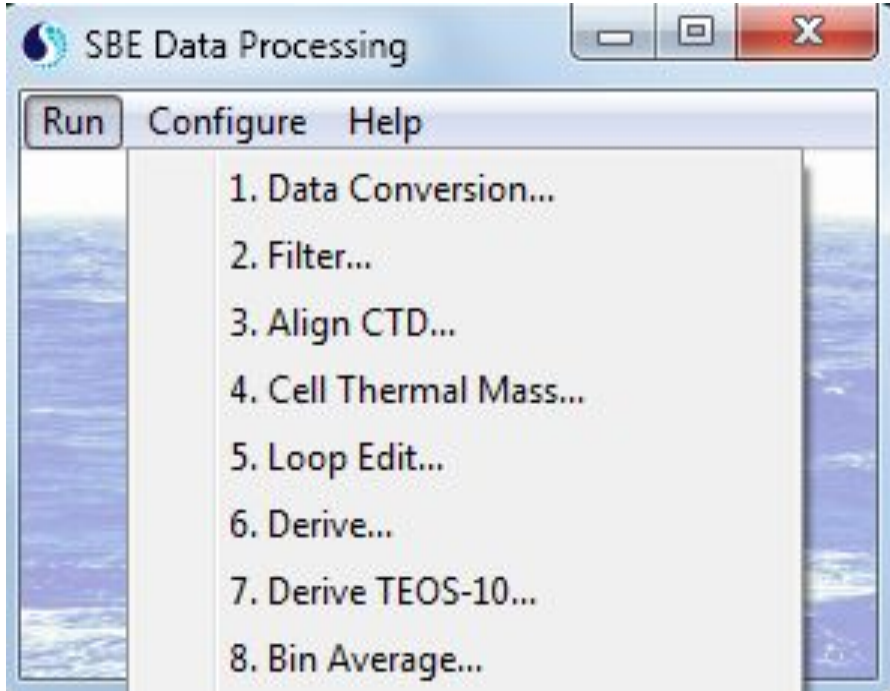 SBE Data Processing
Run Configure Help
1. Data Conversion...
2. Filter...
3. Align CTD...
4. Cell Thermal Mass...
5. Loop Edit...
6. Derive...
7. Derive TEOS-10...
8. Bin Average...